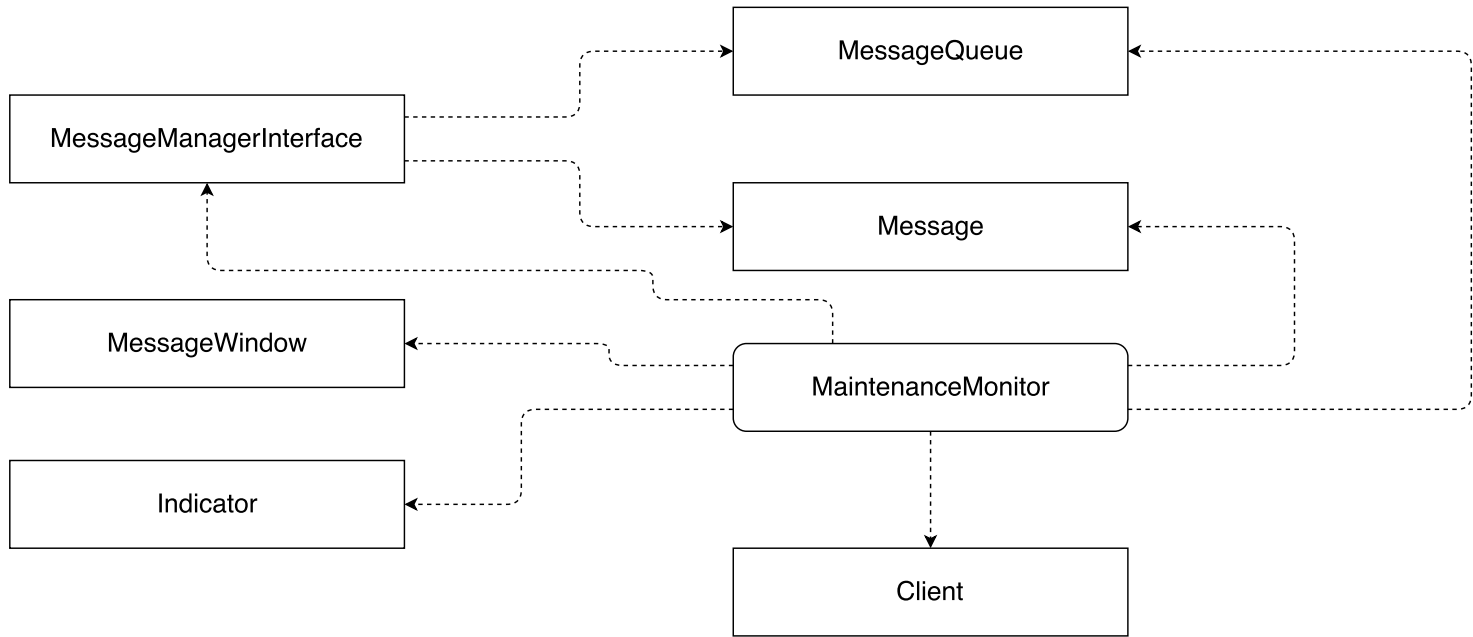 MessageQueue
MessageManagerInterface
Message
MessageWindow
MaintenanceMonitor
Indicator
Client